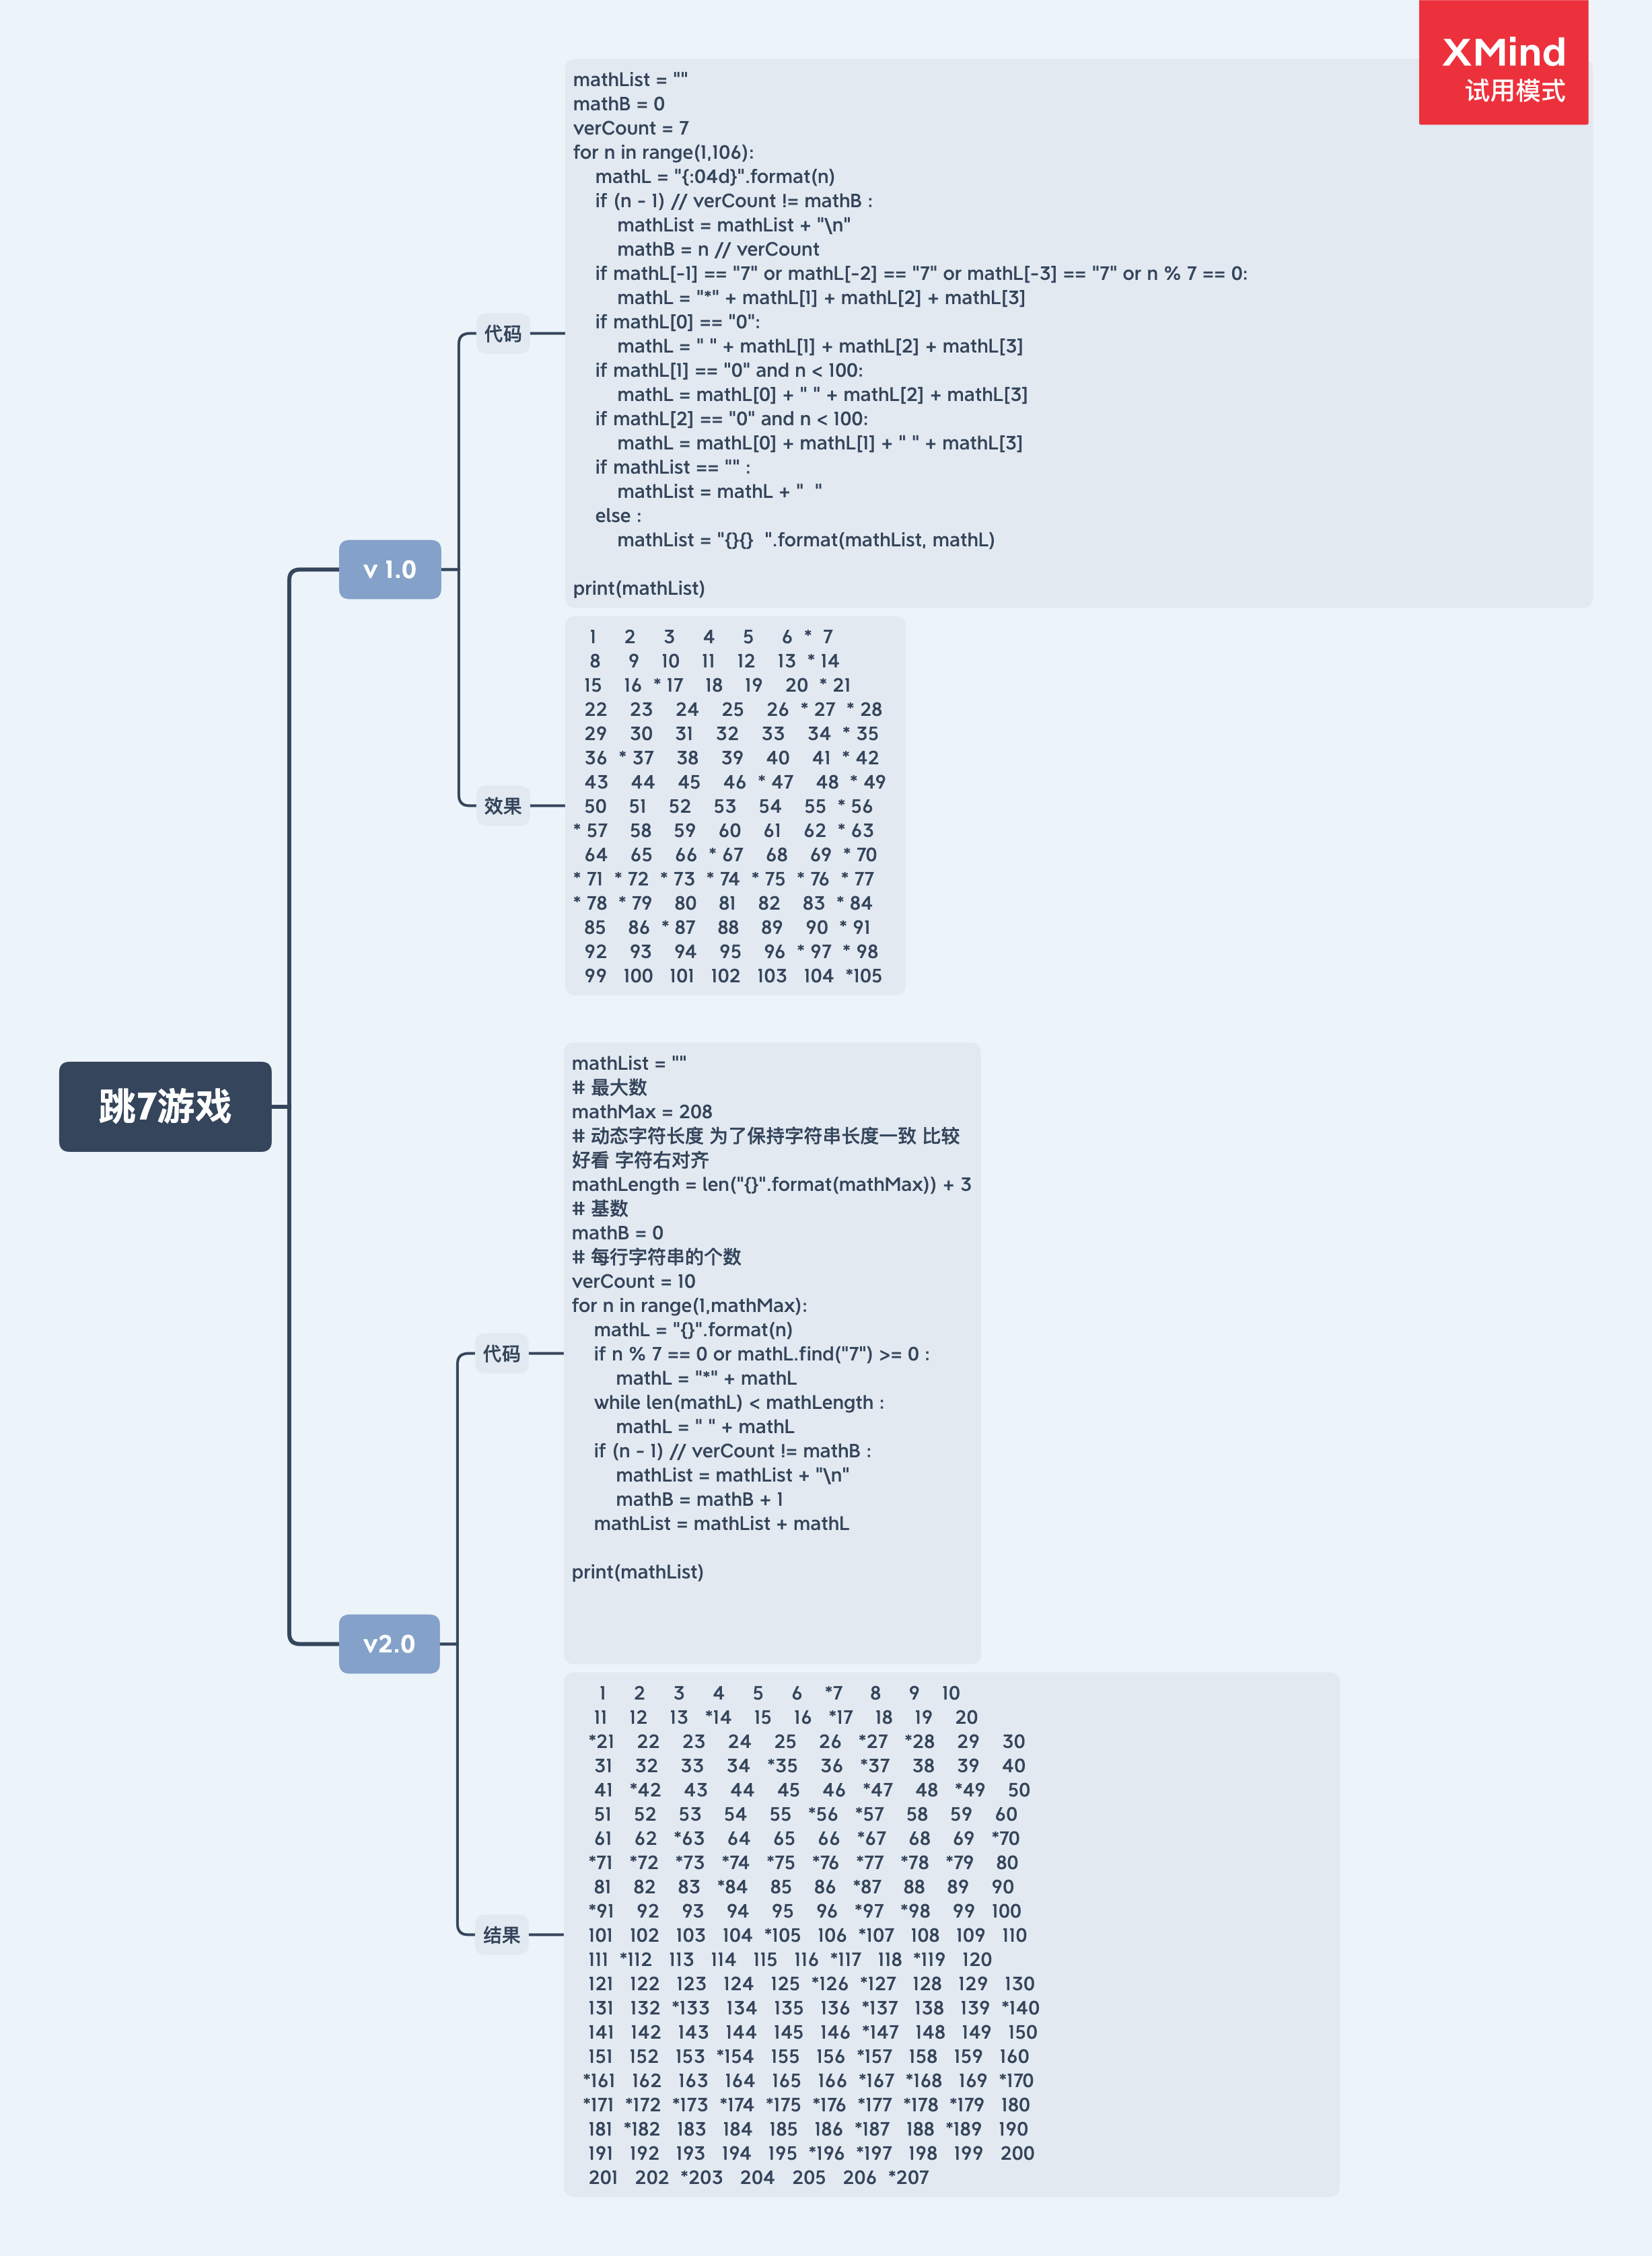 XMind
试用模式
mathList = ""
mathB = 0
verCount = 7
for n in range(1,106):
    mathL = "{:04d}".format(n)
    if (n - 1) // verCount != mathB :
        mathList = mathList + "\n"
        mathB = n // verCount
    if mathL[-1] == "7" or mathL[-2] == "7" or mathL[-3] == "7" or n % 7 == 0:
        mathL = "*" + mathL[1] + mathL[2] + mathL[3]
    if mathL[0] == "0":
        mathL = " " + mathL[1] + mathL[2] + mathL[3]
    if mathL[1] == "0" and n < 100:
        mathL = mathL[0] + " " + mathL[2] + mathL[3]
    if mathL[2] == "0" and n < 100:
        mathL = mathL[0] + mathL[1] + " " + mathL[3]
    if mathList == "" :
        mathList = mathL + "  "
    else :
        mathList = "{}{}  ".format(mathList, mathL)
print(mathList)
代码
v 1.0
1 2 3 4 5 6 * 7
8 9 10 11 12 13 * 14
15 16 * 17 18 19 20 * 21
22 23 24 25 26 * 27 * 28
29 30 31 32 33 34 * 35
36 * 37 38 39 40 41 * 42
43 44 45 46 * 47 48 * 49
50 51 52 53 54 55 * 56
* 57 58 59 60 61 62 * 63
64 65 66 * 67 68 69 * 70
* 71 * 72 * 73 * 74 * 75 * 76 * 77
* 78 * 79 80 81 82 83 * 84
85 86 * 87 88 89 90 * 91
92 93 94 95 96 * 97 * 98
99 100 101 102 103 104 *105
效果
跳7游戏
mathList = ""
# 最大数
mathMax = 208
# 动态字符长度 为了保持字符串长度一致 比较
好看 字符右对齐
mathLength = len("{}".format(mathMax)) + 3
# 基数
mathB = 0
# 每行字符串的个数
verCount = 10
for n in range(1,mathMax):
    mathL = "{}".format(n)
    if n % 7 == 0 or mathL.find("7") >= 0 :
        mathL = "*" + mathL
    while len(mathL) < mathLength :
        mathL = " " + mathL
    if (n - 1) // verCount != mathB :
        mathList = mathList + "\n"
        mathB = mathB + 1
    mathList = mathList + mathL
print(mathList)
代码
v2.0
1 2 3 4 5 6 *7 8 9 10
11 12 13 *14 15 16 *17 18 19 20
*21 22 23 24 25 26 *27 *28 29 30
31 32 33 34 *35 36 *37 38 39 40
41 *42 43 44 45 46 *47 48 *49 50
51 52 53 54 55 *56 *57 58 59 60
61 62 *63 64 65 66 *67 68 69 *70
*71 *72 *73 *74 *75 *76 *77 *78 *79 80
81 82 83 *84 85 86 *87 88 89 90
*91 92 93 94 95 96 *97 *98 99 100
101 102 103 104 *105 106 *107 108 109 110
111 *112 113 114 115 116 *117 118 *119 120
121 122 123 124 125 *126 *127 128 129 130
131 132 *133 134 135 136 *137 138 139 *140
141 142 143 144 145 146 *147 148 149 150
151 152 153 *154 155 156 *157 158 159 160
*161 162 163 164 165 166 *167 *168 169 *170
*171 *172 *173 *174 *175 *176 *177 *178 *179 180
181 *182 183 184 185 186 *187 188 *189 190
191 192 193 194 195 *196 *197 198 199 200
201 202 *203 204 205 206 *207
结果